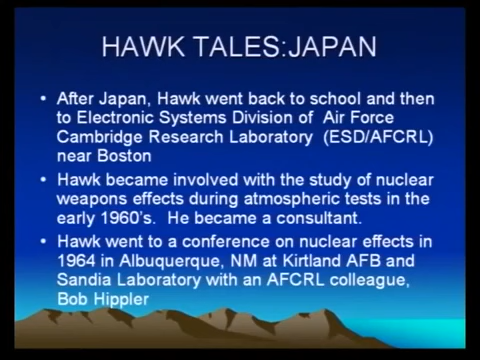 HAWK TALES:JAPAN
• After Japan, Hawk went back to school and then
to Electronic Systems Division of Air Force
Cambridge Research Laboratory (ESD/AFCRL)
near Boston
• Hawk became involved with the study of nuclear
weapons effects during atmospheric tests in the
early 1960's. He became a consultant.
• Hawk went to a conference on nuclear effects in
1964 in Albuquerque, NM at Kirtland AFB and
Sandia Laboratory with an AFCRL colleague,
Bob Hippler